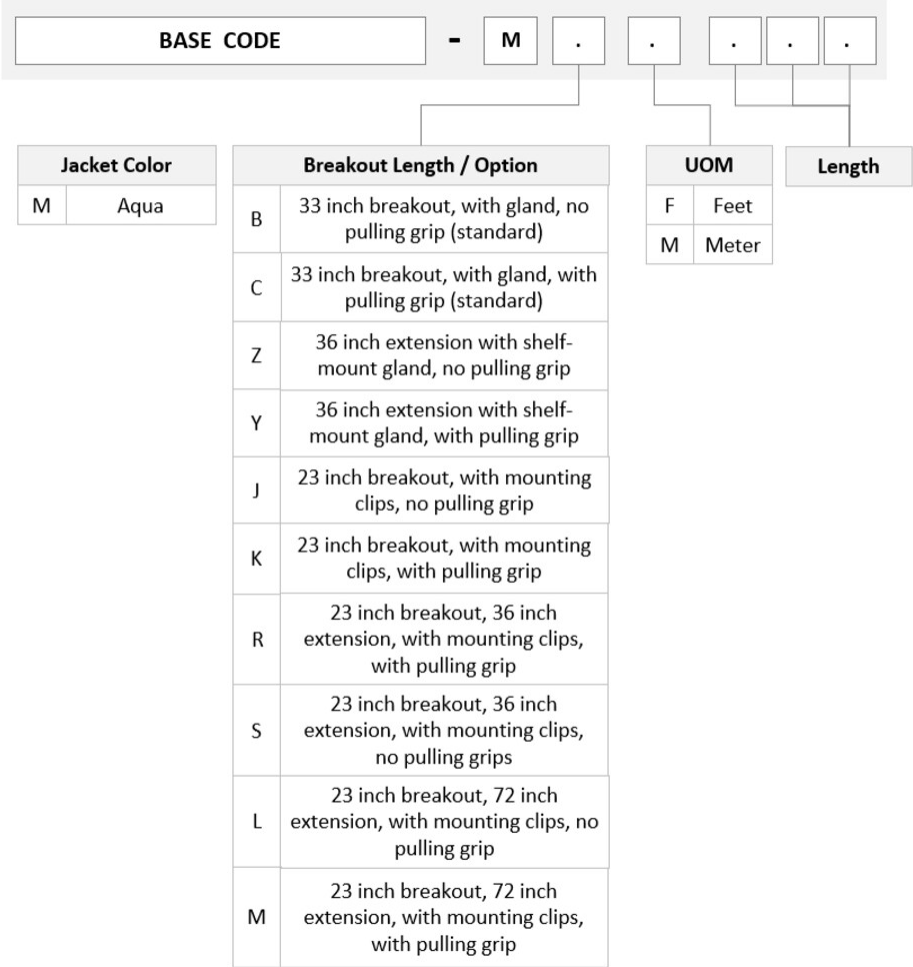 BASE CODE - M . . . . .
Jacket Color
M Aqua
Breakout Length / Option
B 33 inch breakout, with gland, no
pulling grip (standard)
C 33 inch breakout, with gland, with
pulling grip (standard)
Z 36 inch extension with shelf-
mount gland, no pulling grip
Y 36 inch extension with shelf-
mount gland, with pulling grip
J 23 inch breakout, with mounting
clips, no pulling grip
K 23 inch breakout, with mounting
clips, with pulling grip
R 23 inch breakout, 36 inch
extension, with mounting clips,
with pulling grip
S 23 inch breakout, 36 inch
extension, with mounting clips,
no pulling grips
L 23 inch breakout, 72 inch
extension, with mounting clips, no
pulling grip
M 23 inch breakout, 72 inch
extension, with mounting clips,
with pulling grip
UOM
F Feet
M Meter
Length